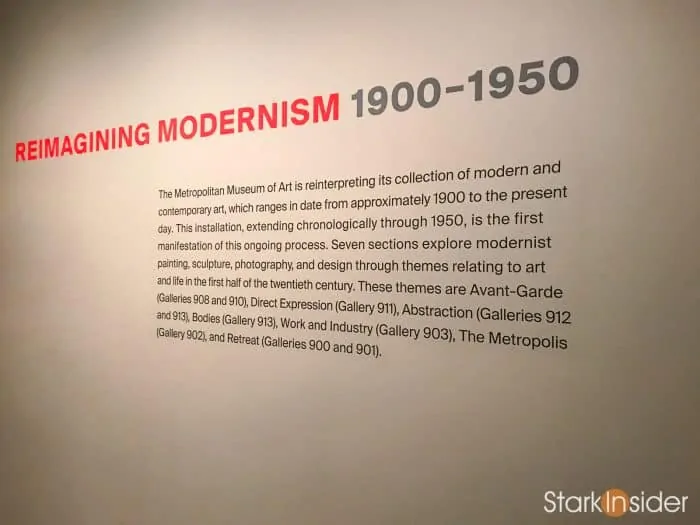 REIMAGINING MODERNISM 1900–1950
The Metropolitan Museum of Art is reinterpreting its collection of modern and
contemporary art, which ranges in date from approximately 1900 to the present
day. This installation, extending chronologically through 1950, is the first
manifestation of this ongoing process. Seven sections explore modernist
painting, sculpture, photography, and design through themes relating to art
and life in the first half of the twentieth century. These themes are Avant-Garde
(Galleries 908 and 910), Direct Expression (Gallery 911), Abstraction (Galleries 912
and 913), Bodies (Gallery 913), Work and Industry (Gallery 903), The Metropolis
(Gallery 902), and Retreat (Galleries 900 and 901).
StarkInsider